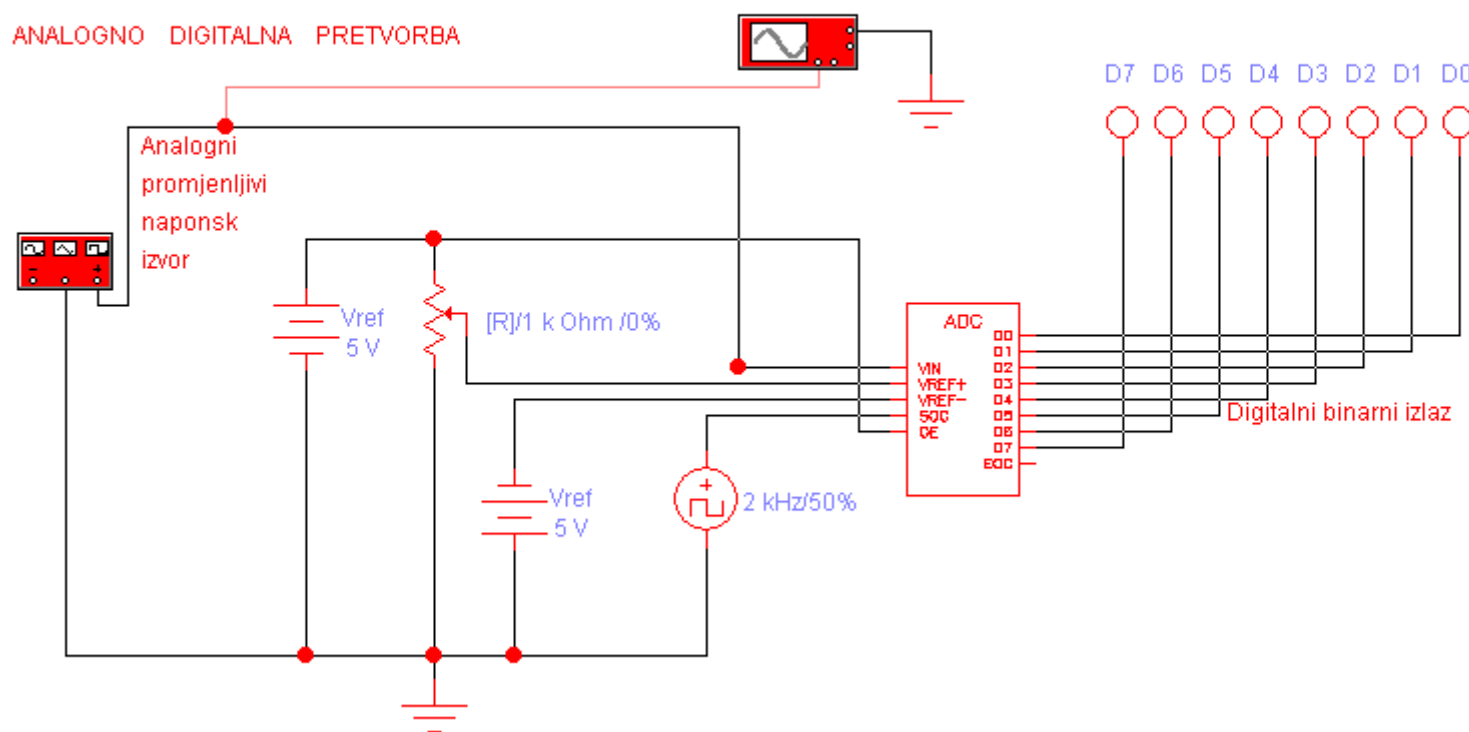 ANALOGNO DIGITALNA PRETVORBA
D7 D6 D5 D4 D3 D2 D1 D0
Analogni
promjenljivi
naponsk
izvor
Vref
5 V
[R]/1 k Ohm /0%
ADC
VIN
VREF+
VREF-
SOC
OE
D0
D1
D2
D3
D4
D5
D6
D7
EOC
Digitalni binarni izlaz
Vref
5 V
2 kHz/50%